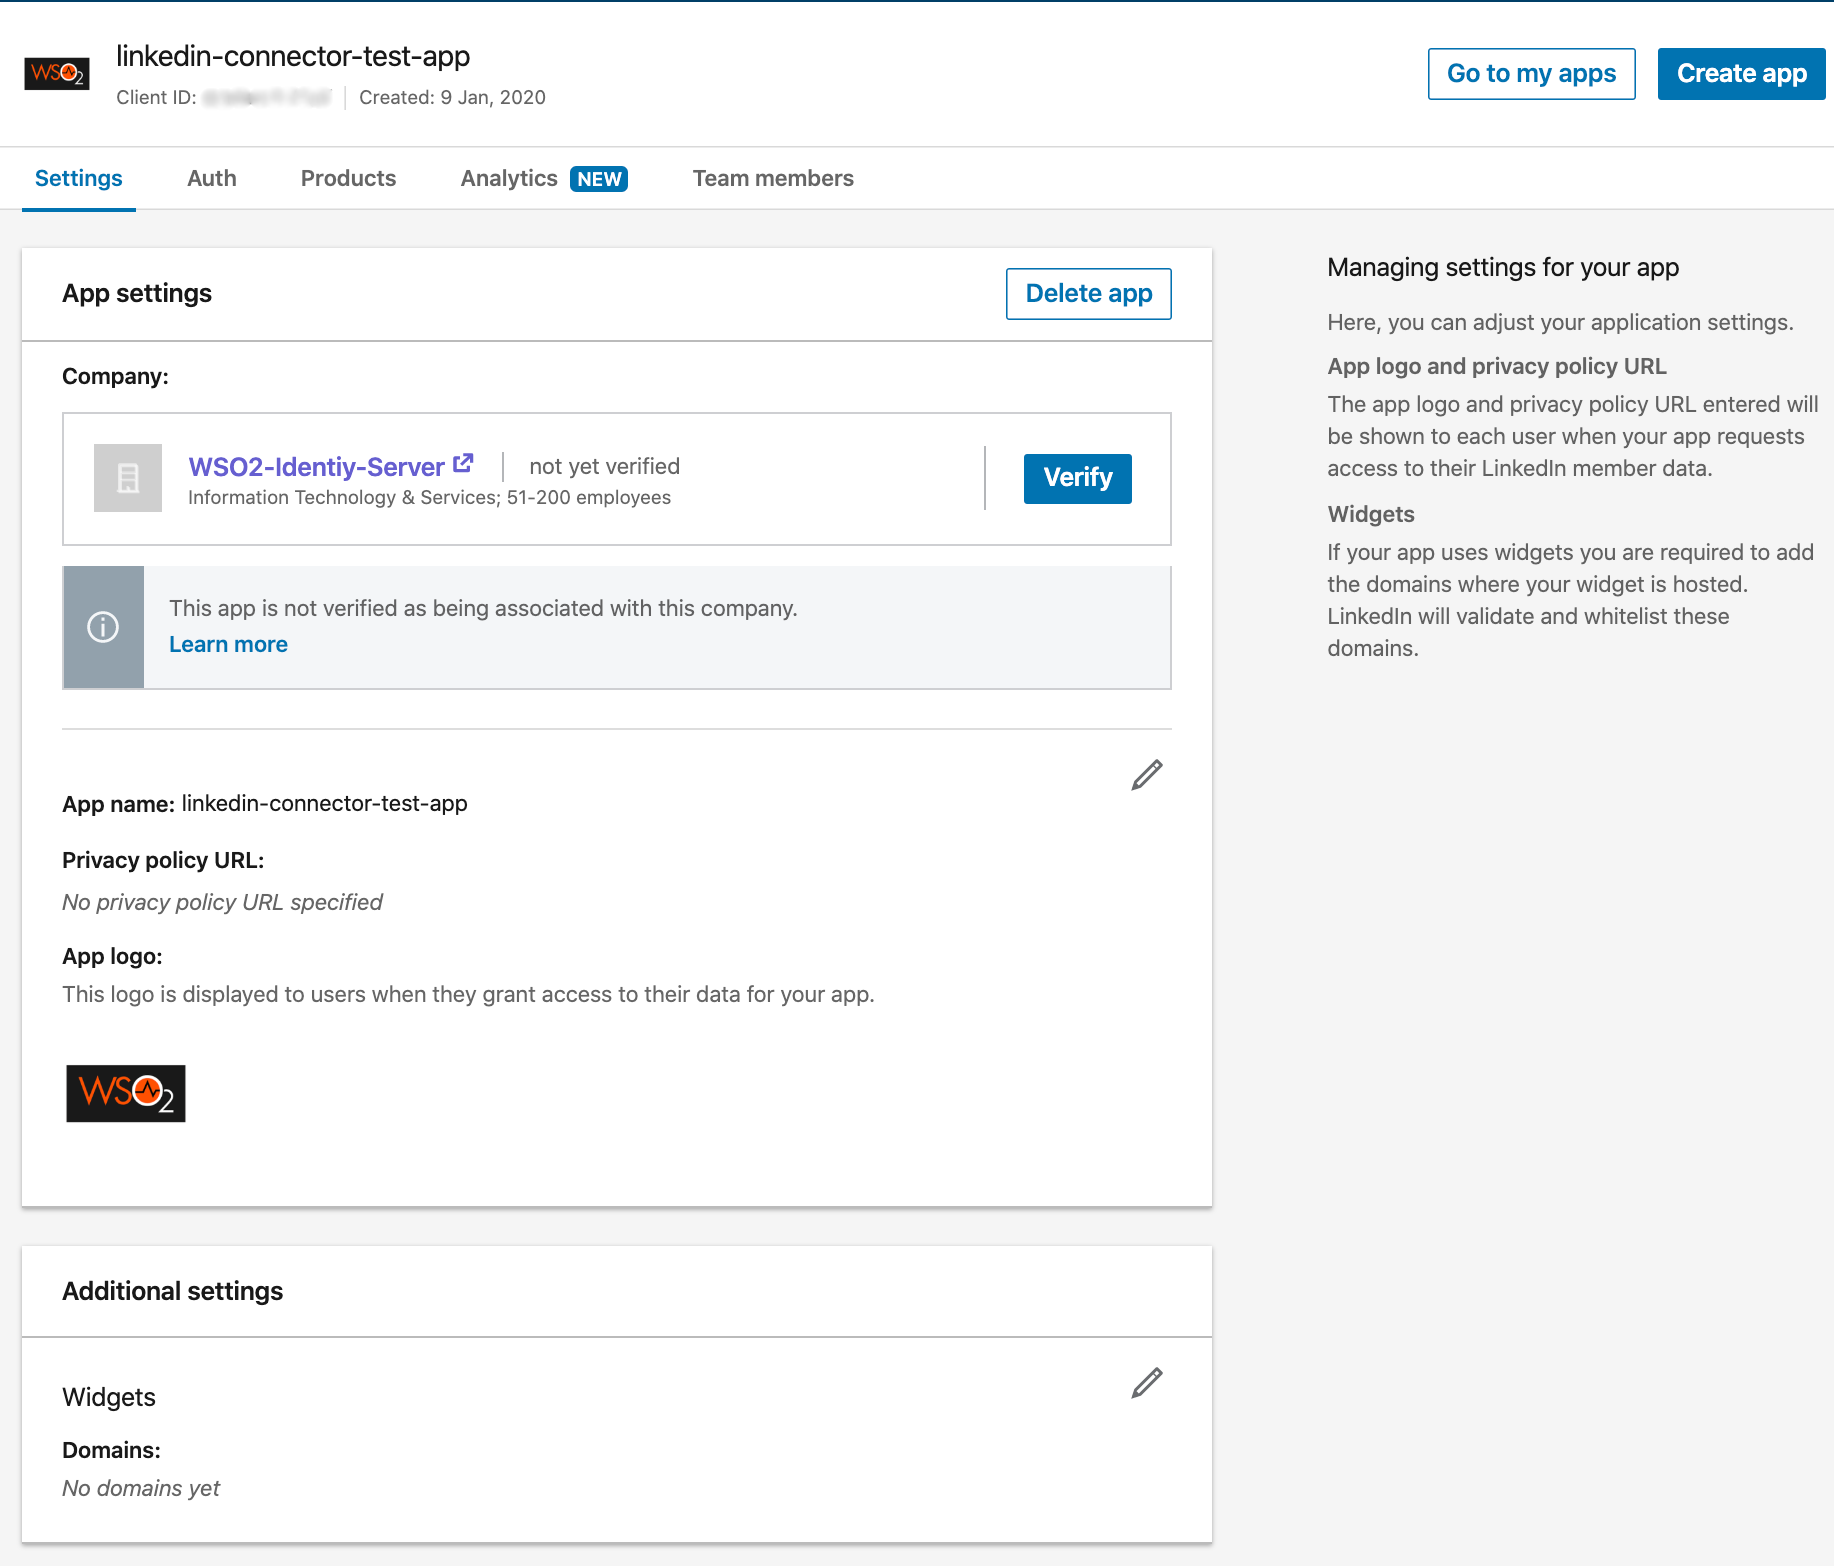 WSO2
linkedin-connector-test-app
Client ID:
Created: 9 Jan, 2020
Go to my apps
Create app
Settings
Auth
Products
Analytics NEW
Team members
App settings
Delete app
Company:
WSO2-Identiy-Server
not yet verified
Information Technology & Services; 51-200 employees
Verify
This app is not verified as being associated with this company.
Learn more
App name: linkedin-connector-test-app
Privacy policy URL:
No privacy policy URL specified
App logo:
This logo is displayed to users when they grant access to their data for your app.
WSO2
Additional settings
Widgets
Domains:
No domains yet
Managing settings for your app
Here, you can adjust your application settings.
App logo and privacy policy URL
The app logo and privacy policy URL entered will
be shown to each user when your app requests
access to their LinkedIn member data.
Widgets
If your app uses widgets you are required to add
the domains where your widget is hosted.
LinkedIn will validate and whitelist these
domains.